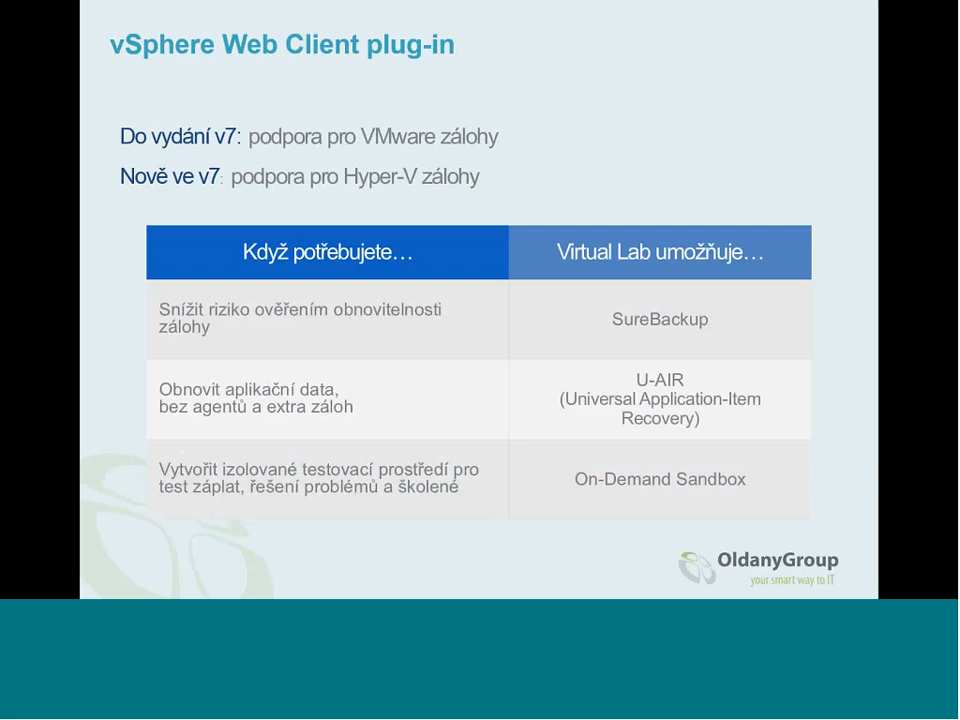 vSphere Web Client plug-in
Do vydání v7: podpora pro VMware zálohy
Nově ve v7: podpora pro Hyper-V zálohy
Když potřebujete…
Virtual Lab umožňuje…
Snížit riziko ověřením obnovitelnosti
zálohy
SureBackup
Obnovit aplikační data,
bez agentů a extra záloh
U-AIR
(Universal Application-Item
Recovery)
Vytvořit izolované testovací prostředí pro
test záplat, řešení problémů a školené
On-Demand Sandbox
OldanyGroup
your smart way to IT